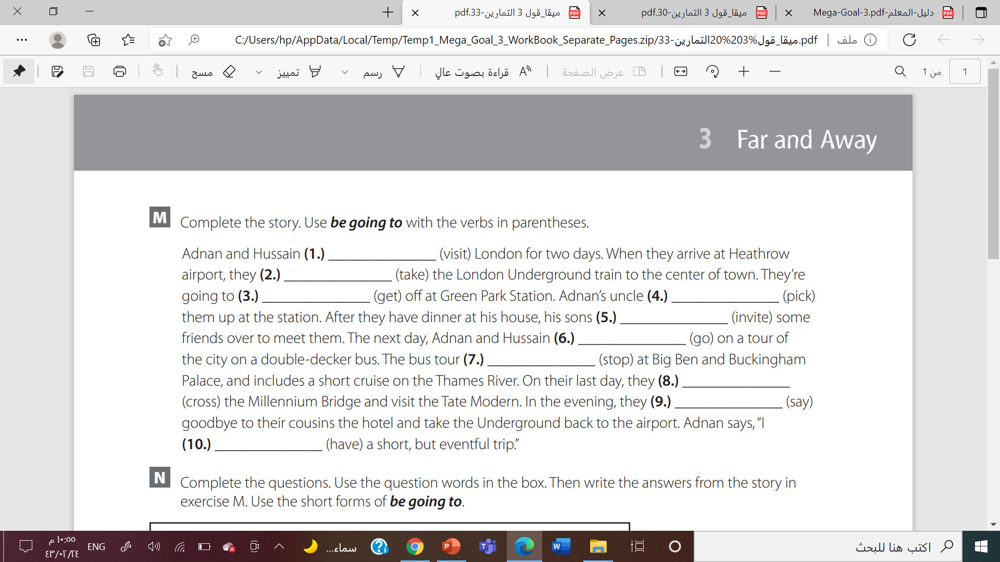 ميقا_قول 3 التمارين-33.pdf
ميقا_قول 3 التمارين-30.pdf
دليل-المعلم-Mega-Goal-3.pdf
C:/Users/hp/AppData/Local/Temp/Temp1_Mega_Goal_3_WorkBook_Separate_Pages.zip/ميقا_قول%203%20التمارين-33.pdf
ملف
مسح
تمييز
رسم
قراءة بصوت عالٍ
عرض الصفحة
من 1
1
3 Far and Away
M Complete the story. Use be going to with the verbs in parentheses.
Adnan and Hussain (1.) ______________ (visit) London for two days. When they arrive at Heathrow
airport, they (2.) ______________ (take) the London Underground train to the center of town. They’re
going to (3.) ______________ (get) off at Green Park Station. Adnan’s uncle (4.) ______________ (pick)
them up at the station. After they have dinner at his house, his sons (5.) ______________ (invite) some
friends over to meet them. The next day, Adnan and Hussain (6.) ______________ (go) on a tour of
the city on a double-decker bus. The bus tour (7.) ______________ (stop) at Big Ben and Buckingham
Palace, and includes a short cruise on the Thames River. On their last day, they (8.) ______________
(cross) the Millennium Bridge and visit the Tate Modern. In the evening, they (9.) ______________ (say)
goodbye to their cousins the hotel and take the Underground back to the airport. Adnan says, “I
(10.) ______________ (have) a short, but eventful trip.”
N Complete the questions. Use the question words in the box. Then write the answers from the story in
exercise M. Use the short forms of be going to.
١٠:٥٥ م
٤٣/٠٢/٢٤
ENG
سماء...
اكتب هنا للبحث